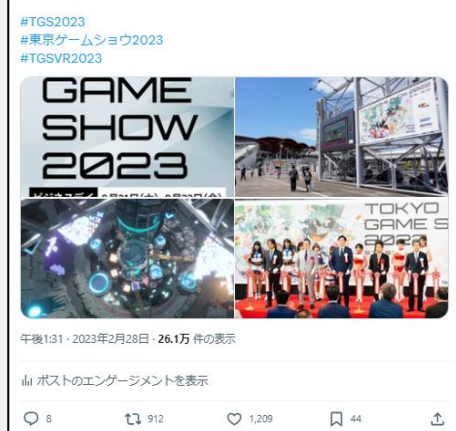 #TGS2023
#東京ゲームショウ2023
#TGSVR2023
GAME
SHOW
2023
TOKYO
GAME S
午後1:31 · 2023年2月28日 · 26.1万 件の表示
ポストのエンゲージメントを表示
8 912 1,209 44